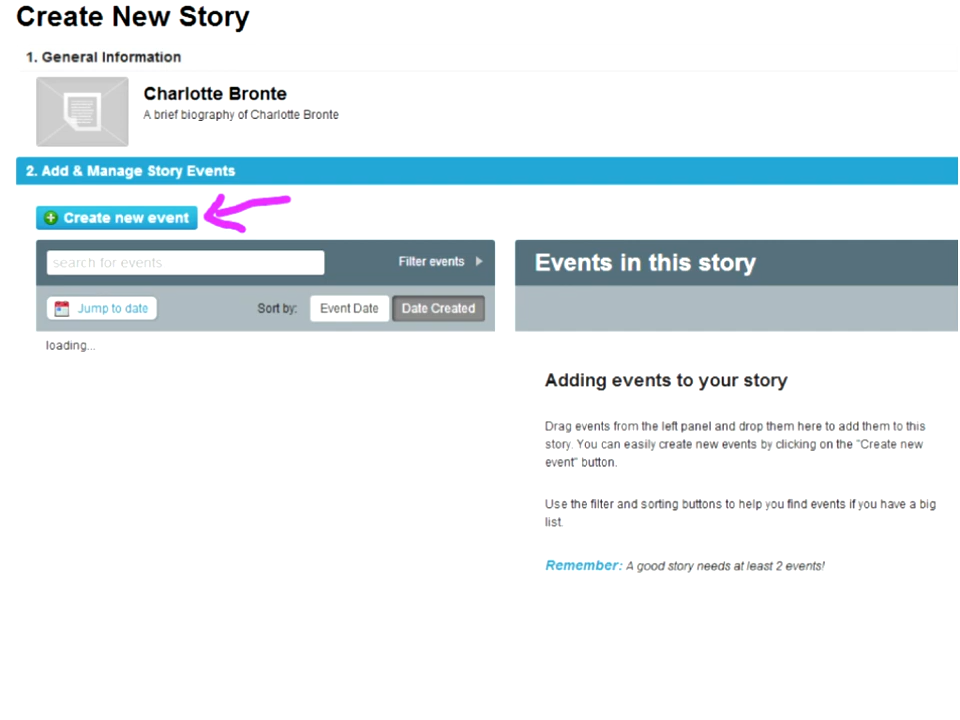 Create New Story
1. General Information
Charlotte Bronte
A brief biography of Charlotte Bronte
2. Add & Manage Story Events
Create new event
search for events
Filter events
Jump to date
Sort by:
Event Date
Date Created
loading...
Events in this story
Adding events to your story
Drag events from the left panel and drop them here to add them to this
story. You can easily create new events by clicking on the "Create new
event" button.
Use the filter and sorting buttons to help you find events if you have a big
list.
Remember: A good story needs at least 2 events!